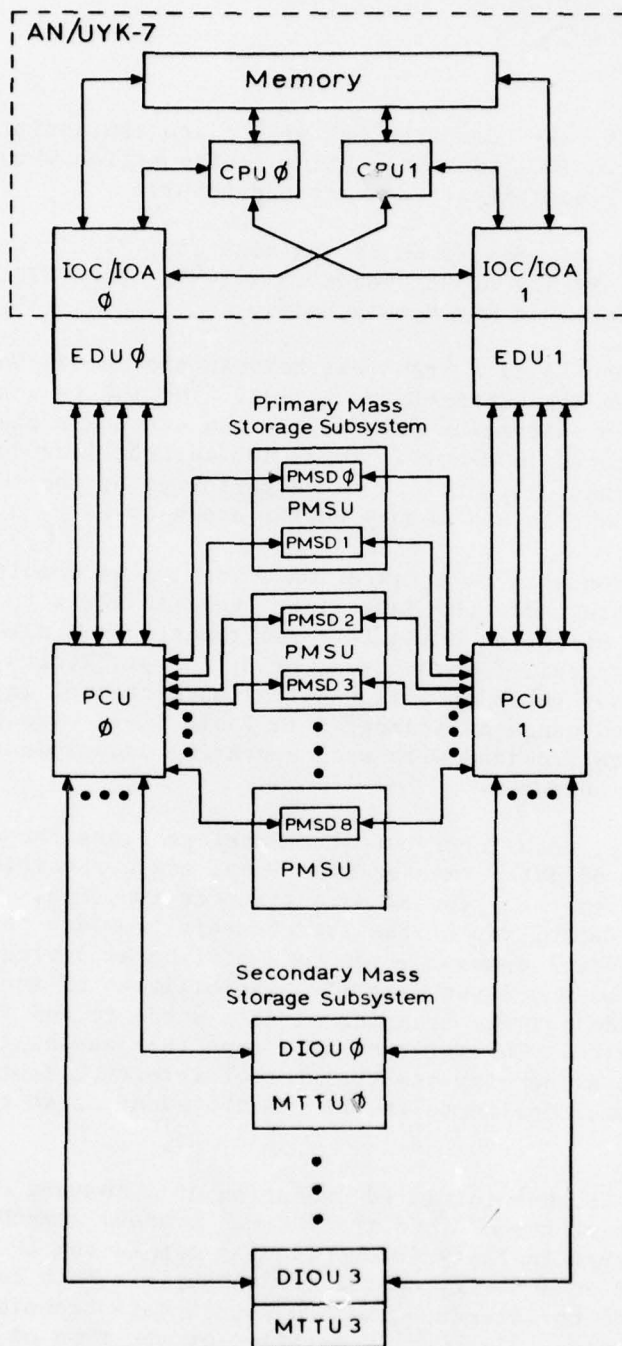 AN/UYK-7
Memory
CPU Ø
CPU 1
IOC/IOA
Ø
IOC/IOA
1
EDU Ø
EDU 1
Primary Mass
Storage Subsystem
PMSD Ø
PMSU
PMSD 1
PMSD 2
PMSU
PMSD 3
PCU
Ø
PCU
1
PMSD 8
PMSU
Secondary Mass
Storage Subsystem
DIOU Ø
MTTU Ø
DIOU 3
MTTU 3